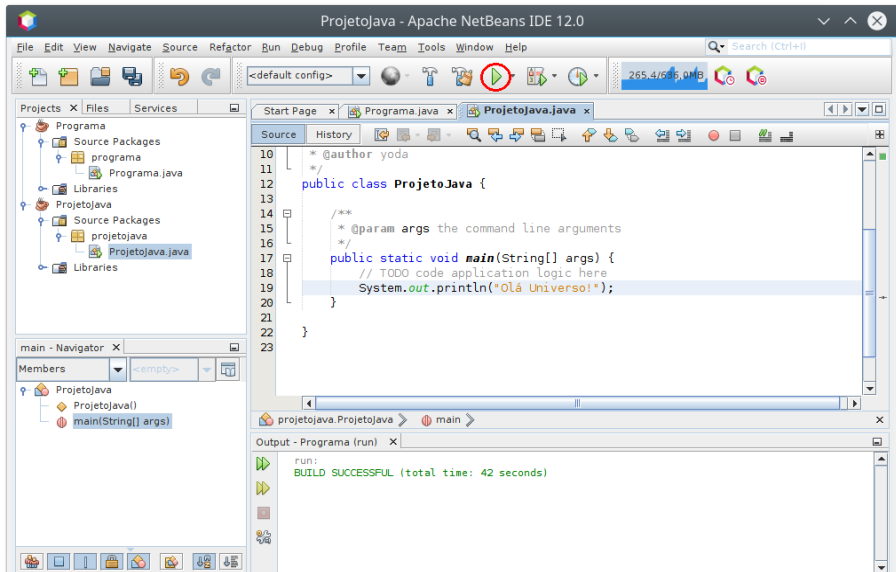 ProjetoJava - Apache NetBeans IDE 12.0
File Edit View Navigate Source Refactor Run Debug Profile Team Tools Window Help
Search (Ctrl+I)
<default config>
265,4/636,0MB
Projects Files Services
Programa
Source Packages
programa
Programa.java
Libraries
ProjetoJava
Source Packages
projetojava
ProjetoJava.java
Libraries
main - Navigator
Members
<empty>
ProjetoJava
ProjetoJava()
main(String[] args)
Start Page Programa.java ProjetoJava.java
Source History
10 * @author yoda
11 */
12 public class ProjetoJava {
13
14 /**
15 * @param args the command line arguments
16 */
17 public static void main(String[] args) {
18 // TODO code application logic here
19 System.out.println("Olá Universo!");
20 }
21
22 }
23
projetojava.ProjetoJava main
Output - Programa (run)
run:
BUILD SUCCESSFUL (total time: 42 seconds)